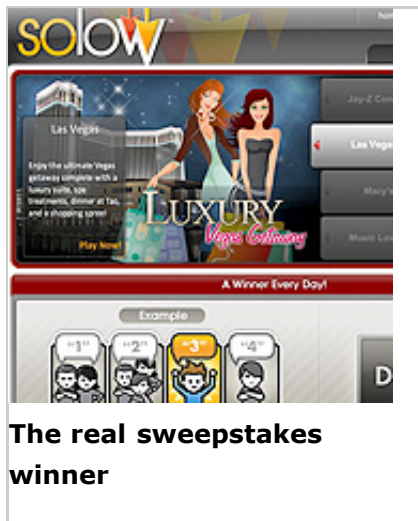 solow
Jay-Z Con
Las Vegas
Las Vega
Enjoy the ultimate Vegas
getaway complete with a
luxury suite, spa
treatments, dinner at Tao,
and a shopping spree!
Macy's
LUXURY
Vegas Getaway
Music Lov
Play Now!
A Winner Every Day!
Example
"1" "2" "3" "4"
D
The real sweepstakes
winner